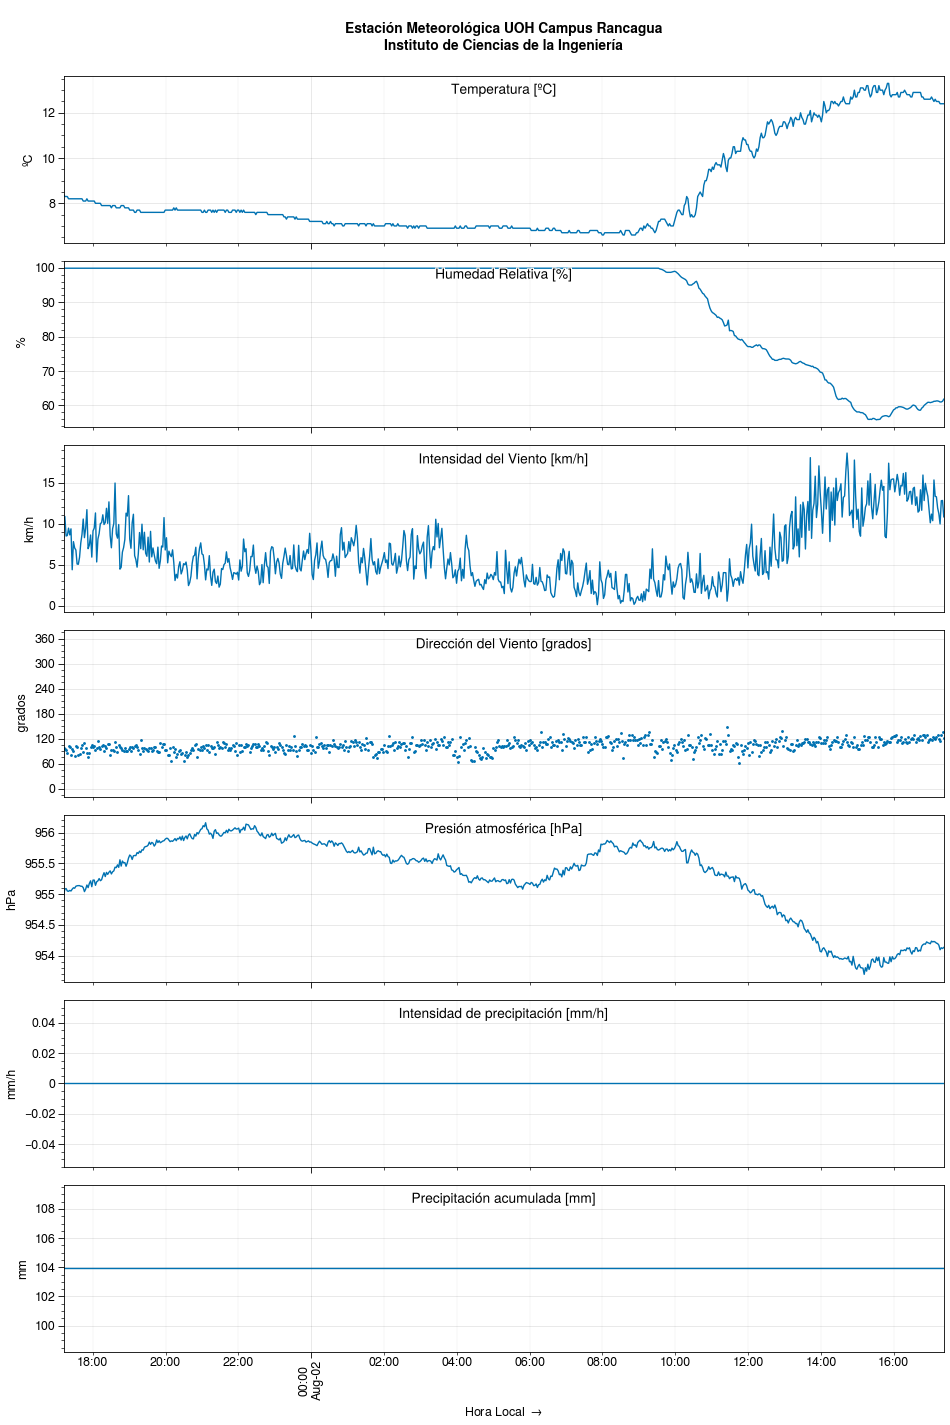 Estación Meteorológica UOH Campus Rancagua
Instituto de Ciencias de la Ingeniería
Temperatura [ºC]
ºC
12
10
8
Humedad Relativa [%]
%
100
90
80
70
60
Intensidad del Viento [km/h]
km/h
15
10
5
0
Dirección del Viento [grados]
grados
360
300
240
180
120
60
0
Presión atmosférica [hPa]
hPa
956
955.5
955
954.5
954
Intensidad de precipitación [mm/h]
mm/h
0.04
0.02
0
−0.02
−0.04
Precipitación acumulada [mm]
mm
108
106
104
102
100
18:00 20:00 22:00 00:00 02:00 04:00 06:00 08:00 10:00 12:00 14:00 16:00
Aug-02
Hora Local →